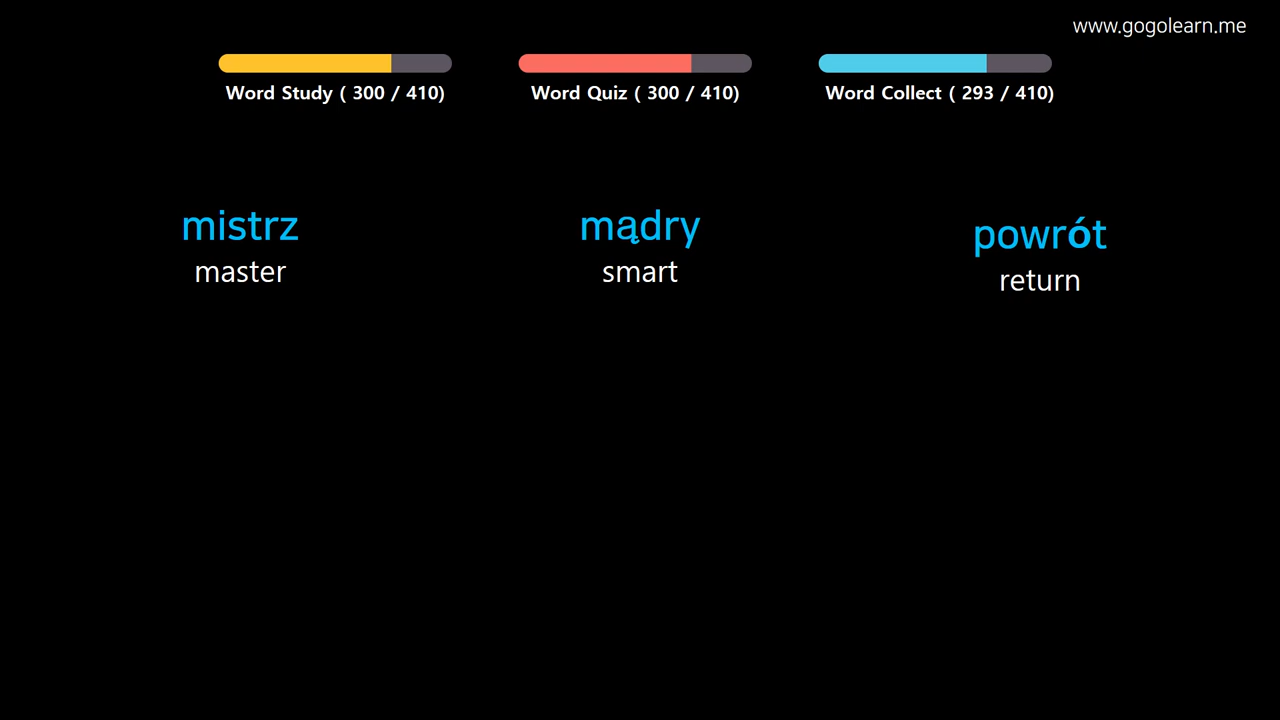 www.gogolearn.me
Word Study ( 300 / 410)
Word Quiz ( 300 / 410)
Word Collect ( 293 / 410)
mistrz
master
mądry
smart
powrót
return